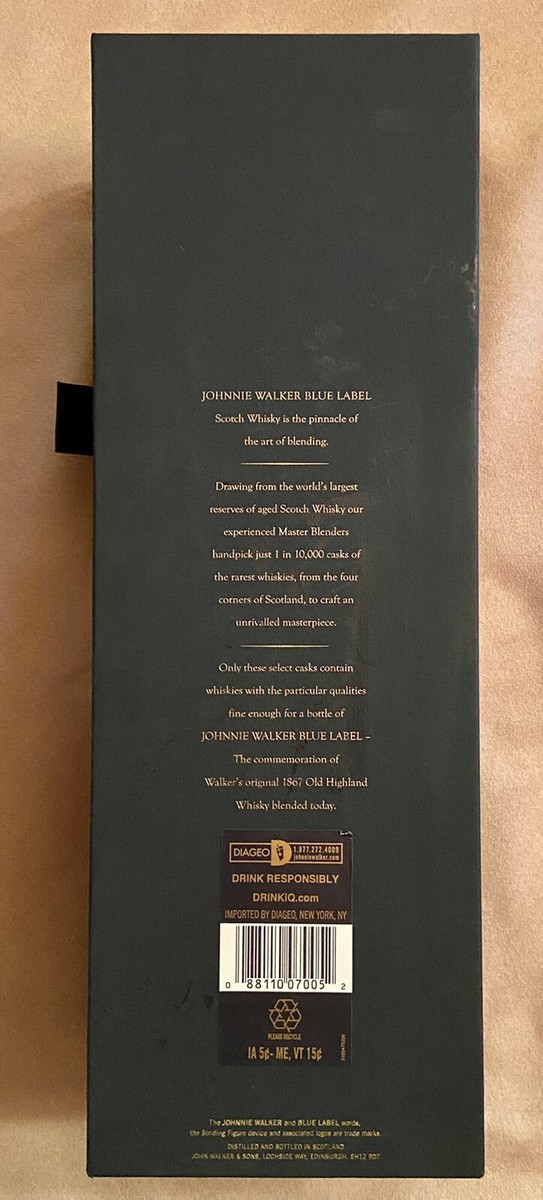 JOHNNIE WALKER BLUE LABEL
Scotch Whisky is the pinnacle of
the art of blending.
Drawing from the world's largest
reserves of aged Scotch Whisky our
experienced Master Blenders
handpick just 1 in 10,000 casks of
the rarest whiskies, from the four
corners of Scotland, to craft an
unrivalled masterpiece.
Only these select casks contain
whiskies with the particular qualities
fine enough for a bottle of
JOHNNIE WALKER BLUE LABEL –
The commemoration of
Walker's original 1867 Old Highland
Whisky blended today.
DIAGEO
1.877.272.4009
johnniewalker.com
DRINK RESPONSIBLY
DRINKiQ.com
IMPORTED BY DIAGEO, NEW YORK, NY
0 88110 07005 2
PLEASE RECYCLE
IA 5¢- ME, VT 15¢
The JOHNNIE WALKER and BLUE LABEL words,
the Striding Figure device and associated logos are trade marks.
DISTILLED AND BOTTLED IN SCOTLAND
JOHN WALKER & SONS, LOCHSIDE WAY, EDINBURGH. EH12 9DT